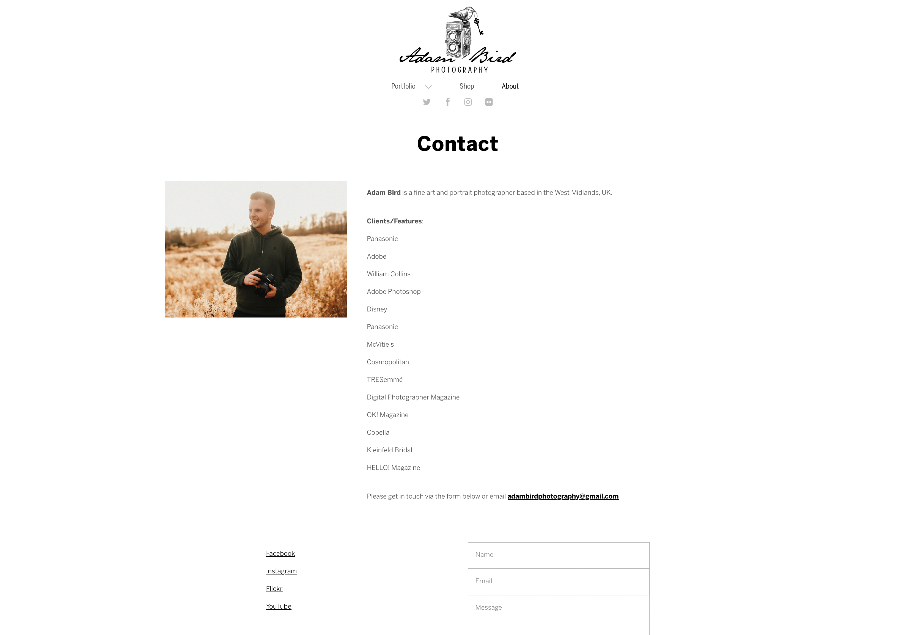 Adam Bird
PHOTOGRAPHY
Portfolio Shop About
Contact
Adam Bird is a fine art and portrait photographer based in the West Midlands, UK.
Clients/Features:
Panasonic
Adobe
William Collins
Adobe Photoshop
Disney
Panasonic
McVitie's
Cosmopolitan
TRESemmé
Digital Photographer Magazine
OK! Magazine
Cobella
Kleinfeld Bridal
HELLO! Magazine
Please get in touch via the form below or email adambirdphotography@gmail.com
Facebook
Instagram
Flickr
YouTube
Name
Email
Message